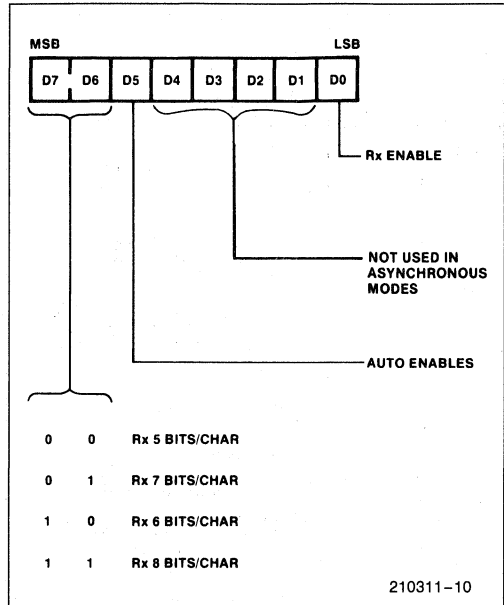 MSB LSB
D7 D6 D5 D4 D3 D2 D1 D0
Rx ENABLE
NOT USED IN
ASYNCHRONOUS
MODES
AUTO ENABLES
0 0 Rx 5 BITS/CHAR
0 1 Rx 7 BITS/CHAR
1 0 Rx 6 BITS/CHAR
1 1 Rx 8 BITS/CHAR
210311-10